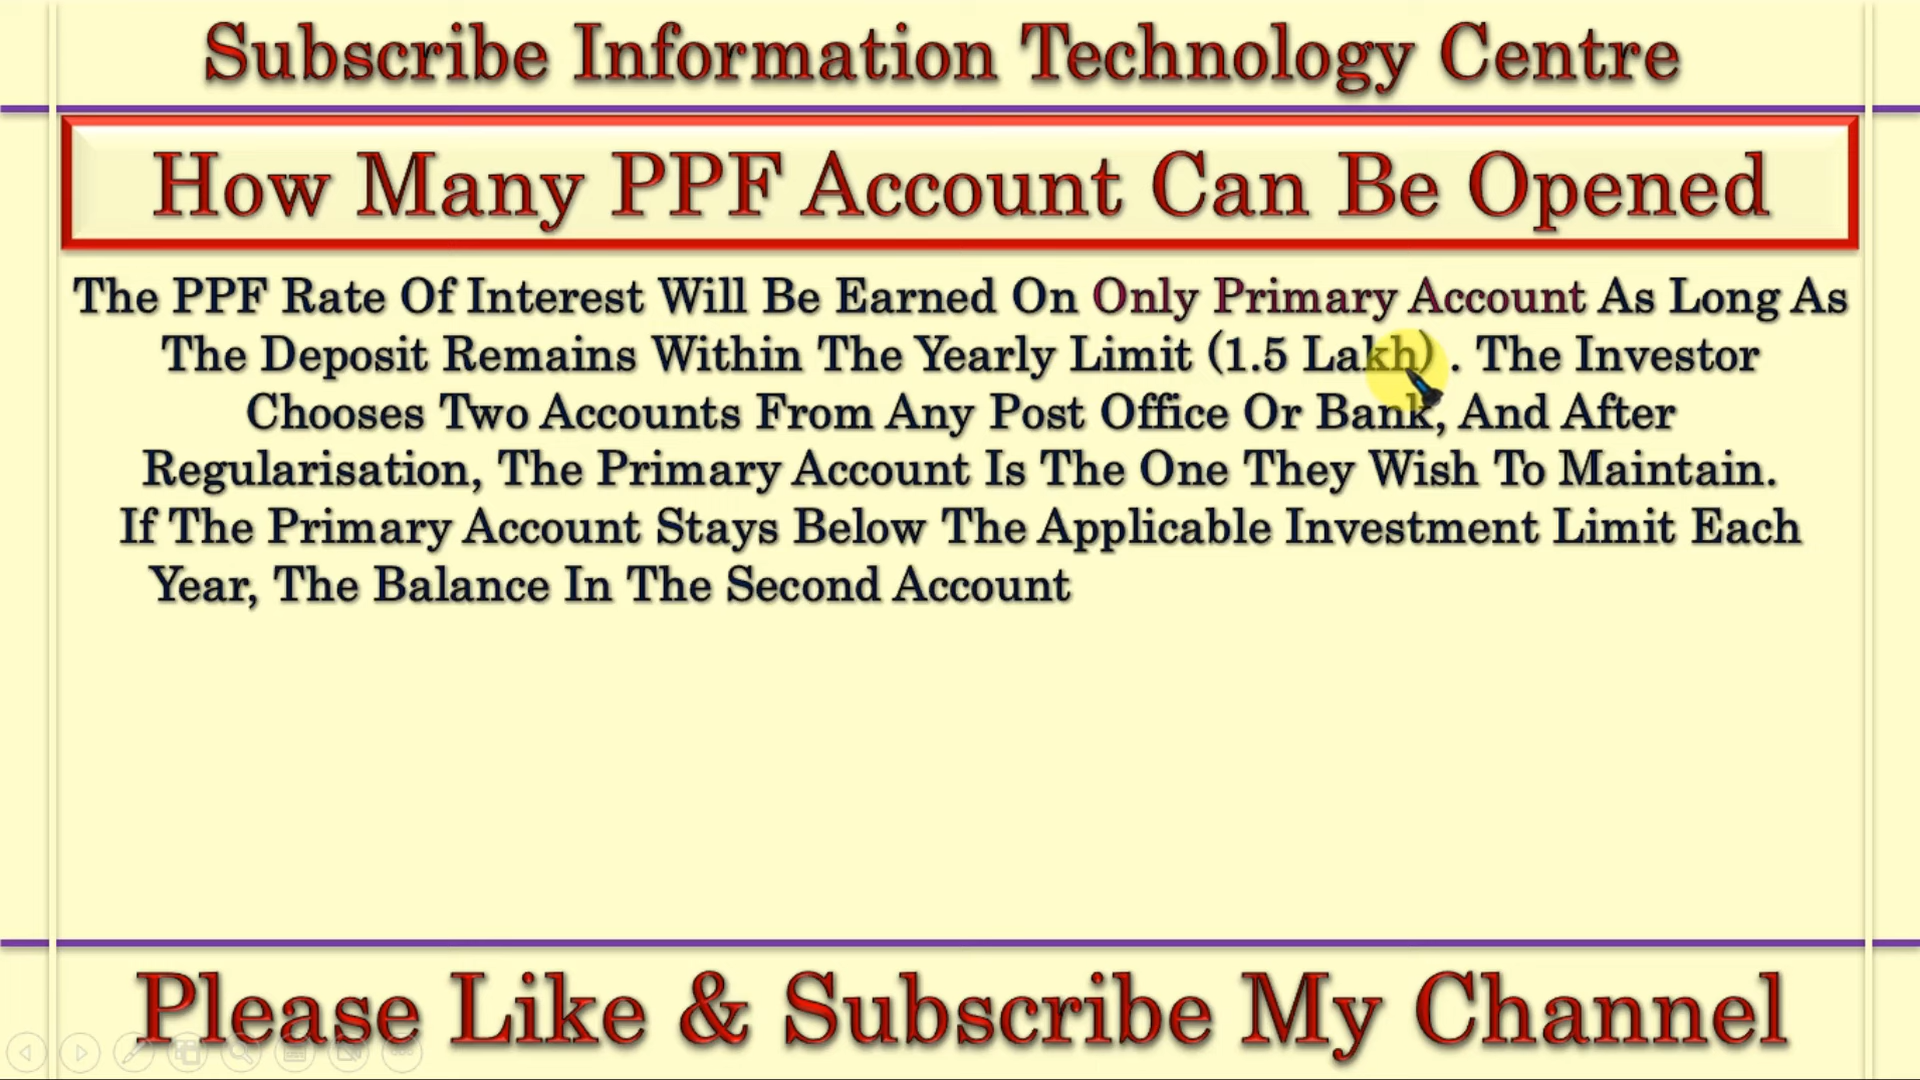 Subscribe Information Technology Centre
How Many PPF Account Can Be Opened
The PPF Rate Of Interest Will Be Earned On Only Primary Account As Long As
The Deposit Remains Within The Yearly Limit (1.5 Lakh) . The Investor
Chooses Two Accounts From Any Post Office Or Bank, And After
Regularisation, The Primary Account Is The One They Wish To Maintain.
If The Primary Account Stays Below The Applicable Investment Limit Each
Year, The Balance In The Second Account
Please Like & Subscribe My Channel